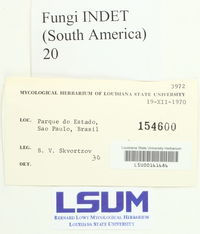 Fungi INDET
(South America)
20
3972
MYCOLOGICAL HERBARIUM OF LOUISIANA STATE UNIVERSITY
19-XII-1970
LOC. Parque do Estado,
Sao Paulo, Brasil
154600
LEG. B. V. Skvortzov
34
DET.
Louisiana State University Herbarium
LSUM
BERNARD LOWY MYCOLOGICAL HERBARIUM
LOUISIANA STATE UNIVERSITY